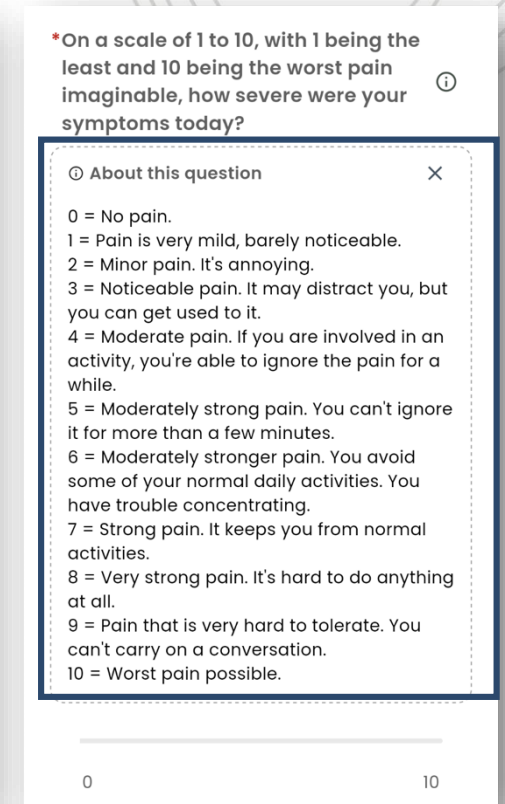 *On a scale of 1 to 10, with 1 being the
least and 10 being the worst pain
imaginable, how severe were your
symptoms today?
About this question
0 = No pain.
1 = Pain is very mild, barely noticeable.
2 = Minor pain. It's annoying.
3 = Noticeable pain. It may distract you, but
you can get used to it.
4 = Moderate pain. If you are involved in an
activity, you're able to ignore the pain for a
while.
5 = Moderately strong pain. You can't ignore
it for more than a few minutes.
6 = Moderately stronger pain. You avoid
some of your normal daily activities. You
have trouble concentrating.
7 = Strong pain. It keeps you from normal
activities.
8 = Very strong pain. It's hard to do anything
at all.
9 = Pain that is very hard to tolerate. You
can't carry on a conversation.
10 = Worst pain possible.
0 10